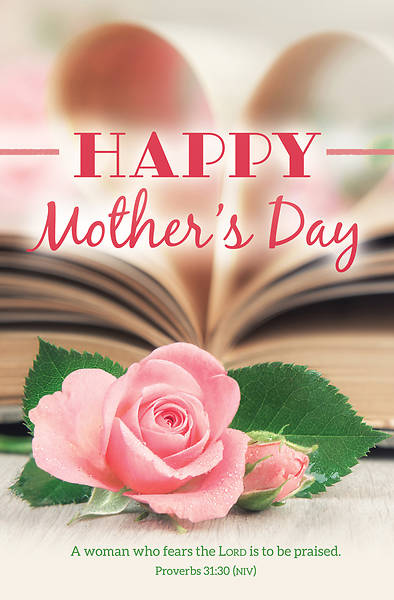 HAPPY
Mother's Day
A woman who fears the LORD is to be praised.
Proverbs 31:30 (NIV)